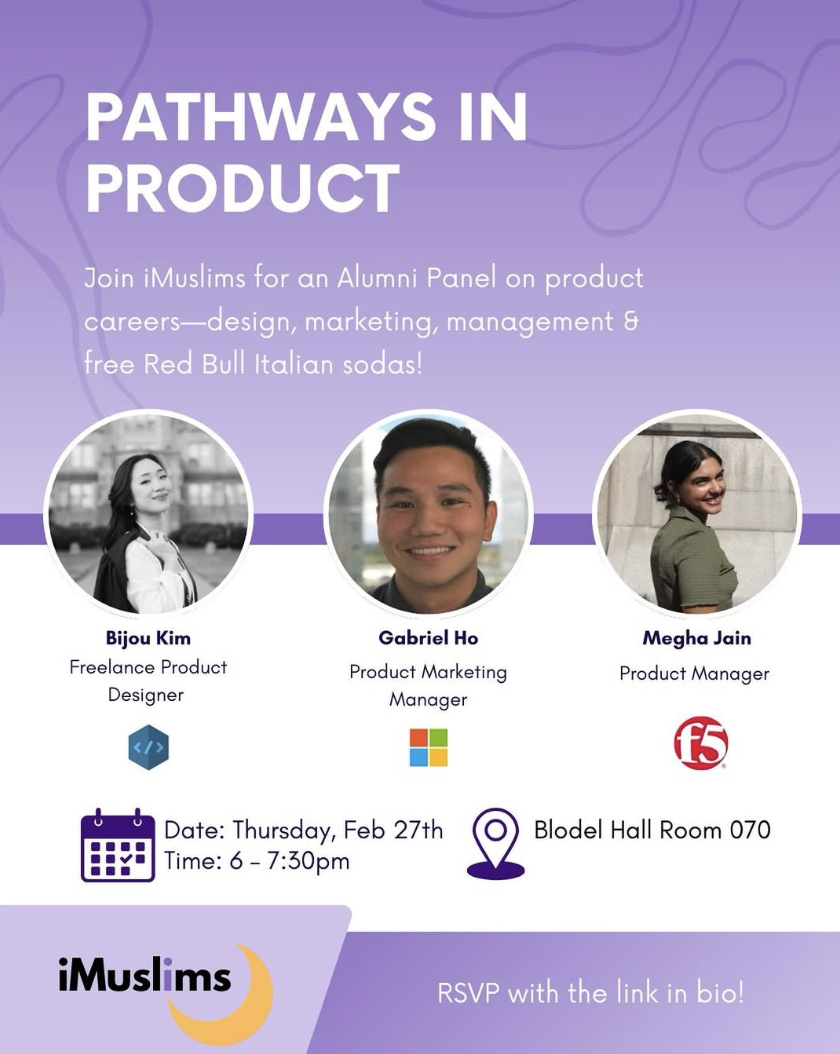 PATHWAYS IN
PRODUCT
Join iMuslims for an Alumni Panel on product
careers—design, marketing, management &
free Red Bull Italian sodas!
Bijou Kim
Freelance Product
Designer
Gabriel Ho
Product Marketing
Manager
Megha Jain
Product Manager
</>
f5
Date: Thursday, Feb 27th
Time: 6 – 7:30pm
Blodel Hall Room 070
iMuslims
RSVP with the link in bio!